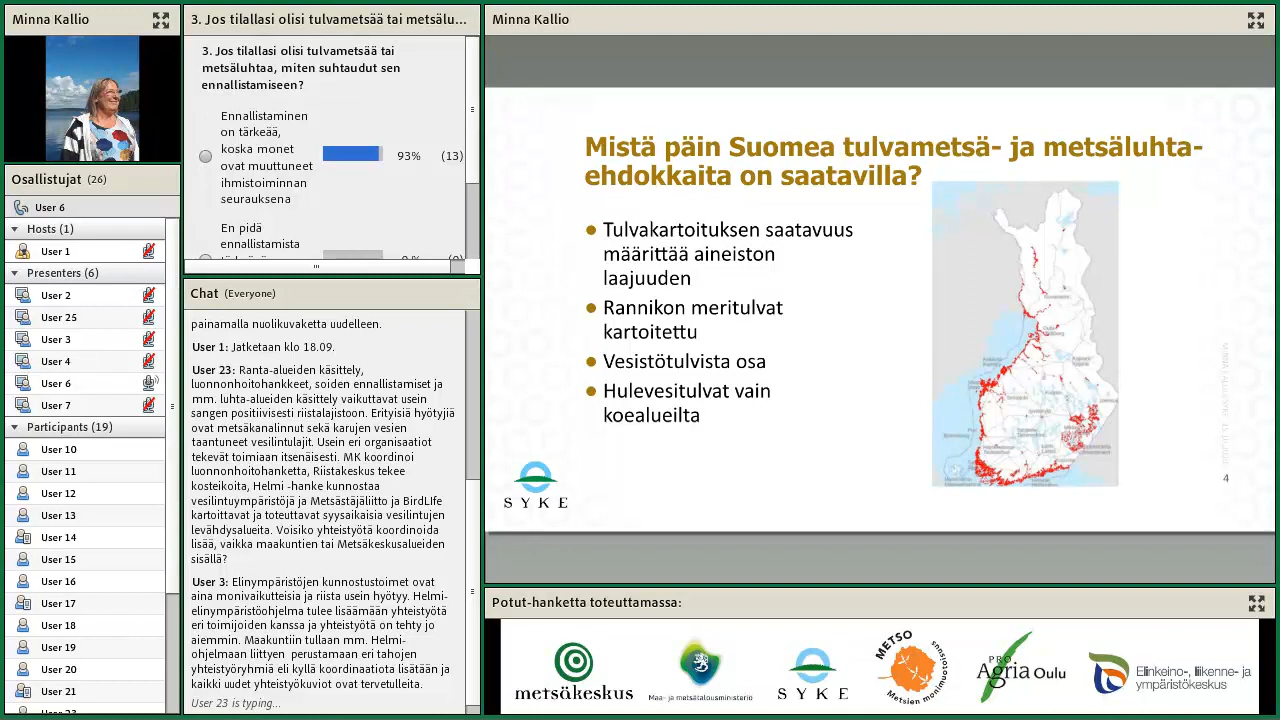 Minna Kallio
Osallistujat (26)
User 6
Hosts (1)
User 1
Presenters (6)
User 2
User 25
User 3
User 4
User 6
User 7
Participants (19)
User 10
User 11
User 12
User 13
User 14
User 15
User 16
User 17
User 18
User 19
User 20
User 21
3. Jos tilallasi olisi tulvametsää tai metsälu...
3. Jos tilallasi olisi tulvametsää tai
metsäluhtaa, miten suhtaudut sen
ennallistamiseen?
Ennallistaminen
on tärkeää,
koska monet
ovat muuttuneet
ihmistoiminnan
seurauksena
93% (13)
En pidä
ennallistamista
Chat (Everyone)
painamalla nuolikuvaketta uudelleen.
User 1: Jatketaan klo 18.09.
User 23: Ranta-alueiden käsittely,
luonnonhoitohankkeet, soiden ennallistamiset ja
mm. luhta-alueiden käsittely vaikuttavat usein
sangen positiivisesti riistalajistoon. Erityisiä hyötyjiä
ovat metsäkanalinnut sekä karujen vesien
taantuneet vesilintulajit. Usein eri organisaatiot
tekevät toimiaan itsenäisesti. MK koordinoi
luonnonhoitohanketta, Riistakeskus tekee
kosteikoita, Helmi -hanke kunnostaa
vesilintuympäristöjä ja Metsästäjäliitto ja BirdLIfe
kartoittavat ja toteuttavat syysaikaisia vesilintujen
levähdysalueita. Voisiko yhteistyötä koordinoida
lisää, vaikka maakuntien tai Metsäkeskusalueiden
sisällä?
User 3: Elinympäristöjen kunnostustoimet ovat
aina monivaikutteisia ja riista usein hyötyy. Helmi-
elinympäristöohjelma tulee lisäämään yhteistyötä
eri toimijoiden kanssa ja yhteistyötä on tehty jo
aiemmin. Maakuntiin tullaan mm. Helmi-
ohjelmaan liittyen perustamaan eri tahojen
yhteistyöryhmiä eli kyllä koordinaatiota lisätään ja
kaikki uudet yhteistyökuviot ovat tervetulleita.
User 23 is typing...
Minna Kallio
Mistä päin Suomea tulvametsä- ja metsäluhta-
ehdokkaita on saatavilla?
Tulvakartoituksen saatavuus
määrittää aineiston
laajuuden
Rannikon meritulvat
kartoitettu
Vesistötulvista osa
Hulevesitulvat vain
koealueilta
SYKE
4
Potut-hanketta toteuttamassa:
metsäkeskus
Maa- ja metsätalousministeriö
SYKE
METSO
Metsien monimuotoisuus
PRO
Agria Oulu
Elinkeino-, liikenne- ja
ympäristökeskus